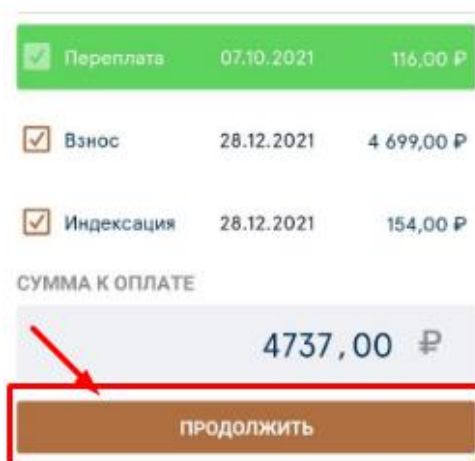 Переплата 07.10.2021 116,00 ₽
Взнос 28.12.2021 4 699,00 ₽
Индексация 28.12.2021 154,00 ₽
СУММА К ОПЛАТЕ
4737,00 ₽
ПРОДОЛЖИТЬ